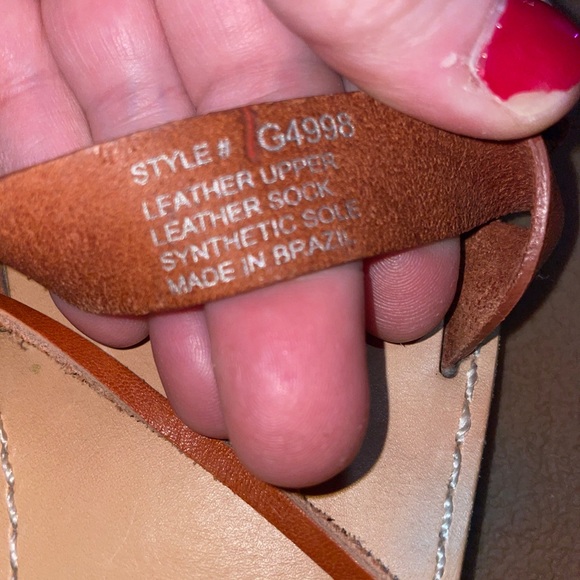 STYLE # G4998
LEATHER UPPER
LEATHER SOCK
SYNTHETIC SOLE
MADE IN BRAZIL